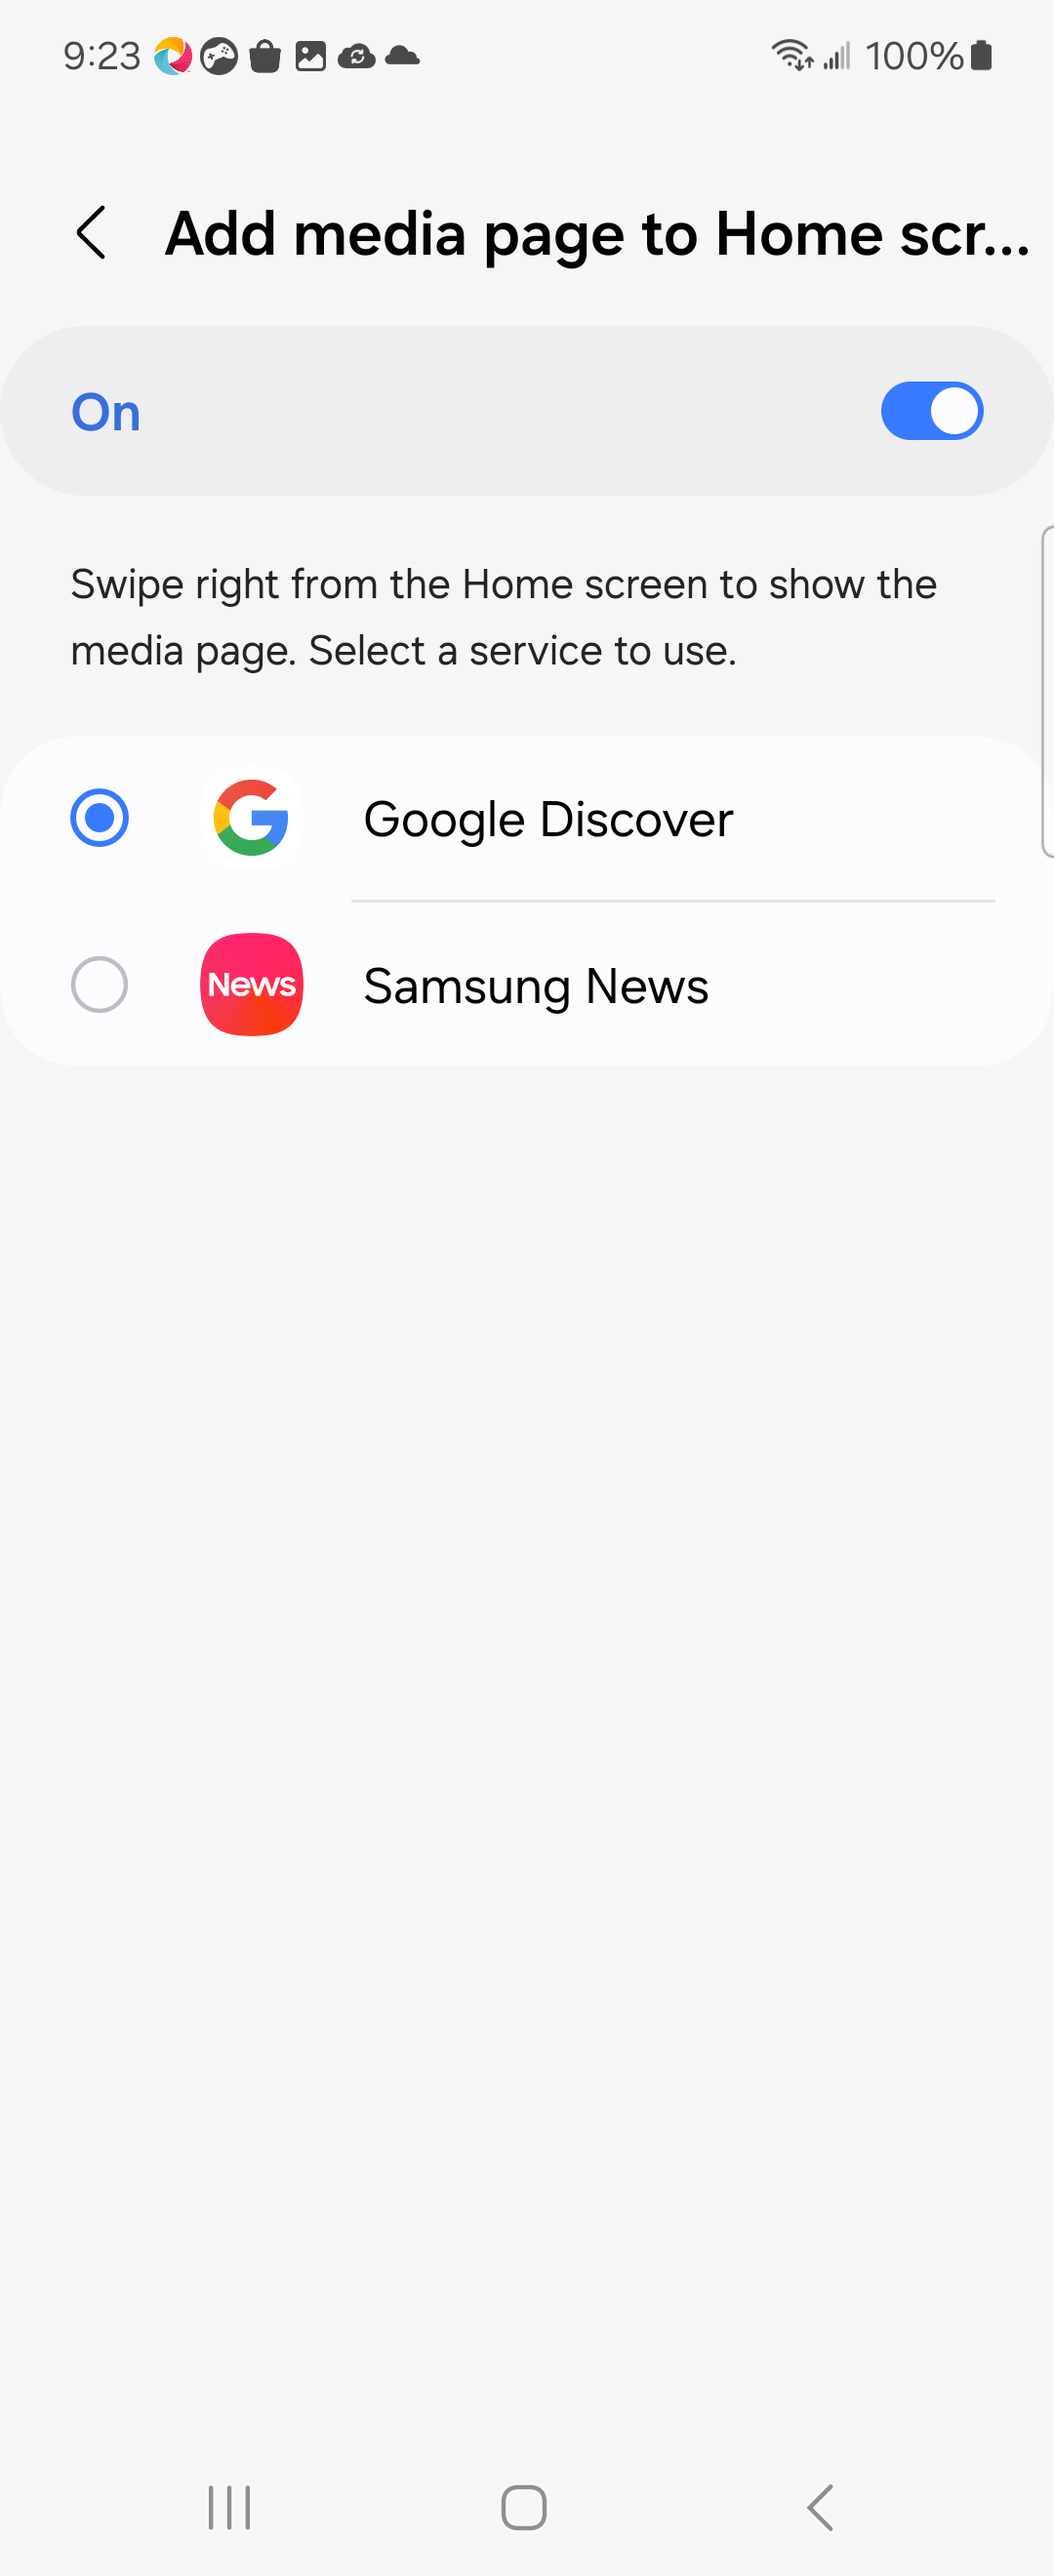 9:23 100%
Add media page to Home scr...
On
Swipe right from the Home screen to show the
media page. Select a service to use.
Google Discover
News Samsung News